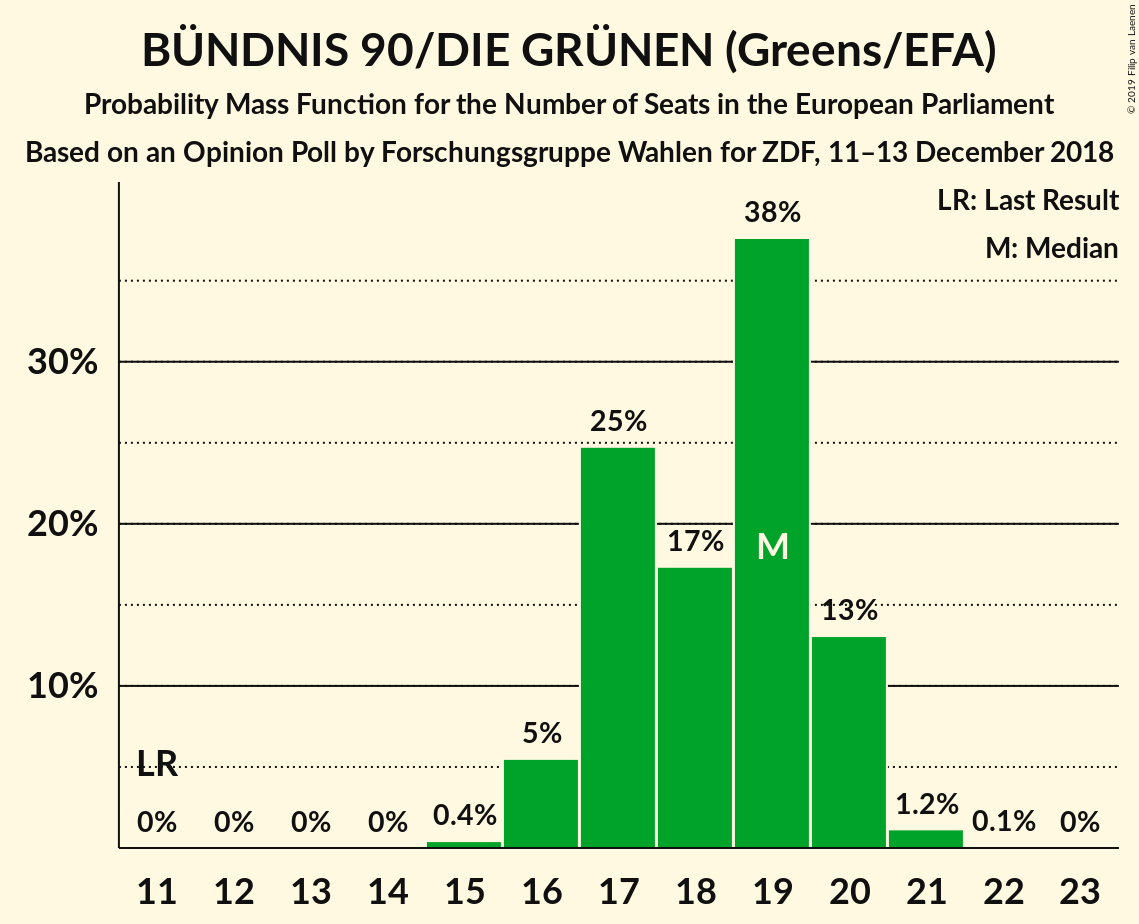 BÜNDNIS 90/DIE GRÜNEN (Greens/EFA)
Probability Mass Function for the Number of Seats in the European Parliament
Based on an Opinion Poll by Forschungsgruppe Wahlen for ZDF, 11–13 December 2018
© 2019 Filip van Laenen
LR: Last Result
M: Median
38%
30%
25%
20%
17%
M
13%
10%
5%
LR
1.2%
0.4%
0.1%
0% 0% 0% 0% 0%
11 12 13 14 15 16 17 18 19 20 21 22 23